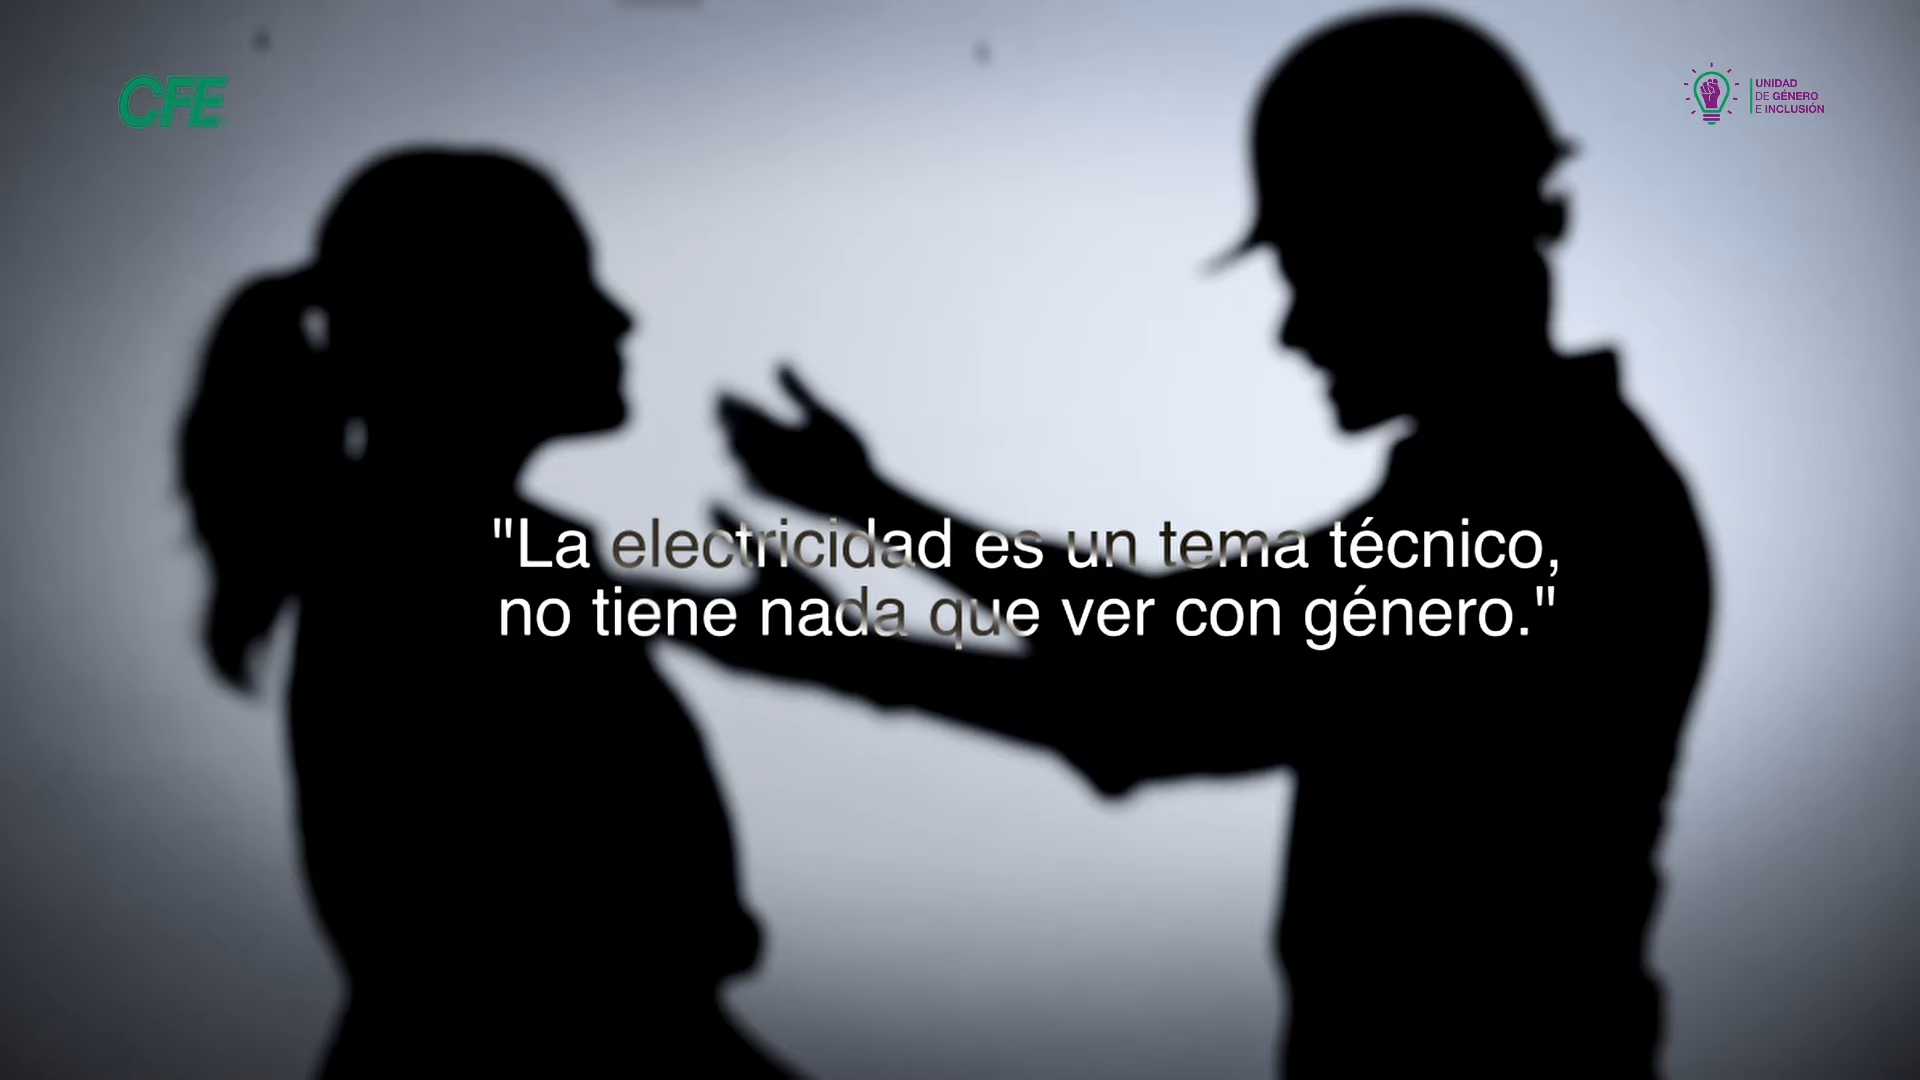 CFE
UNIDAD
DE GÉNERO
E INCLUSIÓN
"La electricidad es un tema técnico,
no tiene nada que ver con género."